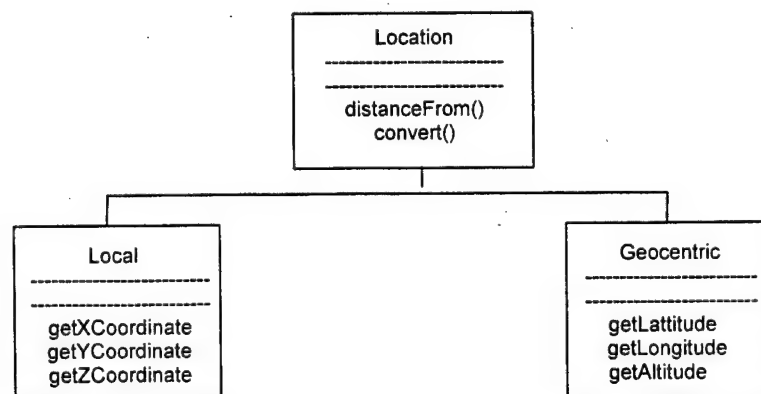 Location
distanceFrom()
convert()
Local
getXCoordinate
getYCoordinate
getZCoordinate
Geocentric
getLattitude
getLongitude
getAltitude